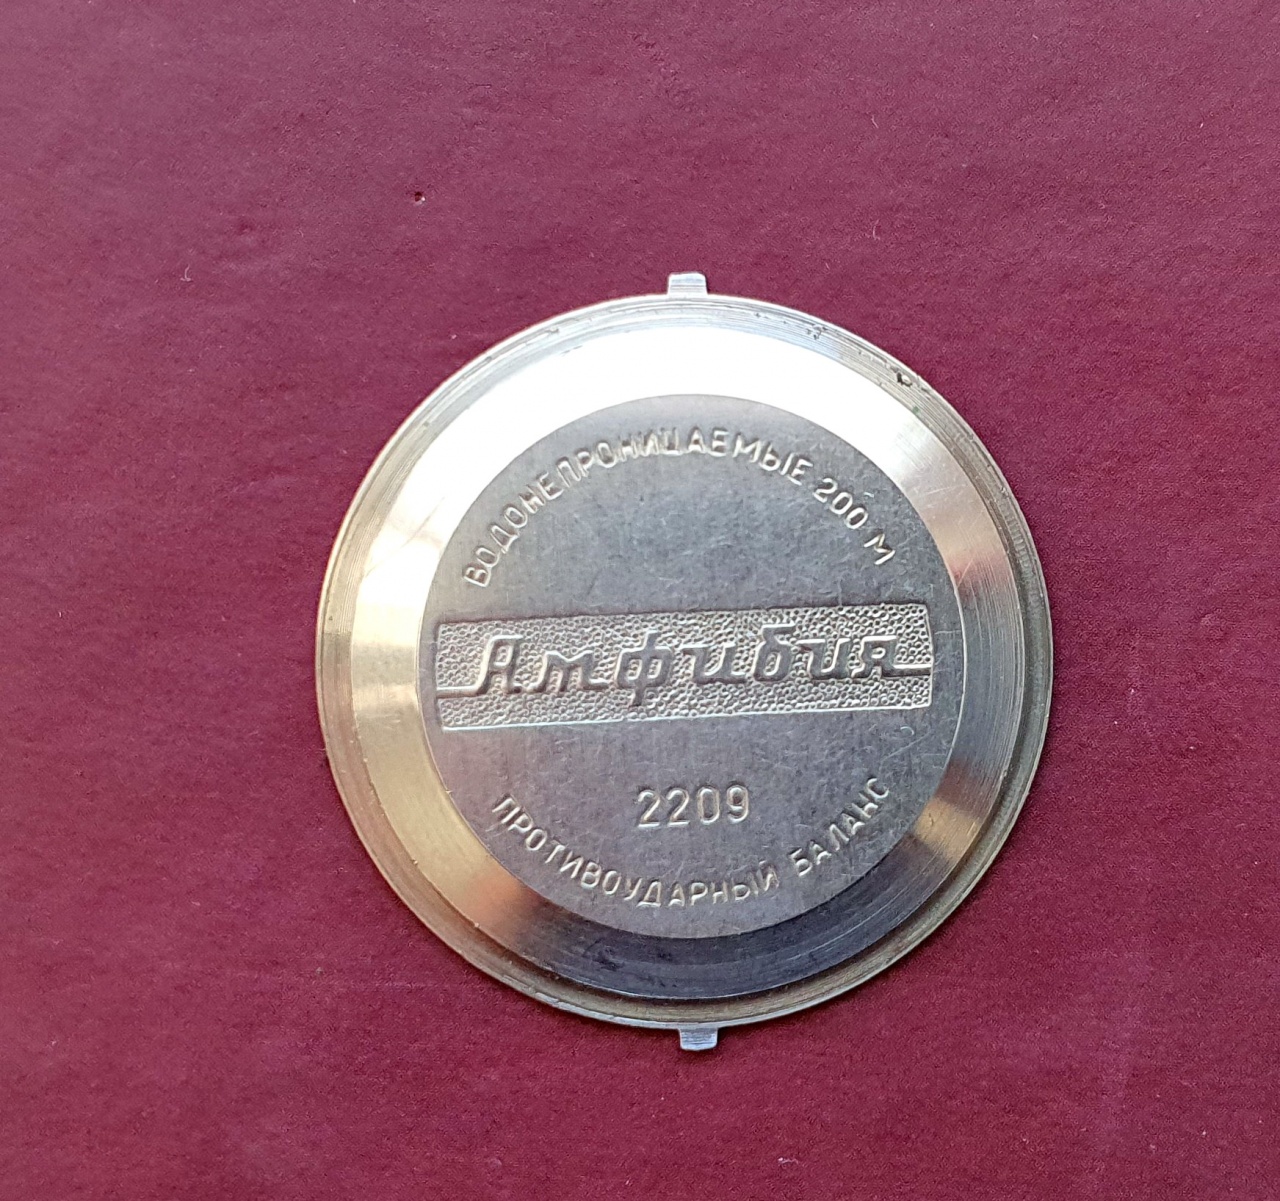 ВОДОНЕПРОНИЦАЕМЫЕ 200 М
Амфибия
2209
ПРОТИВОУДАРНЫЙ БАЛАНС